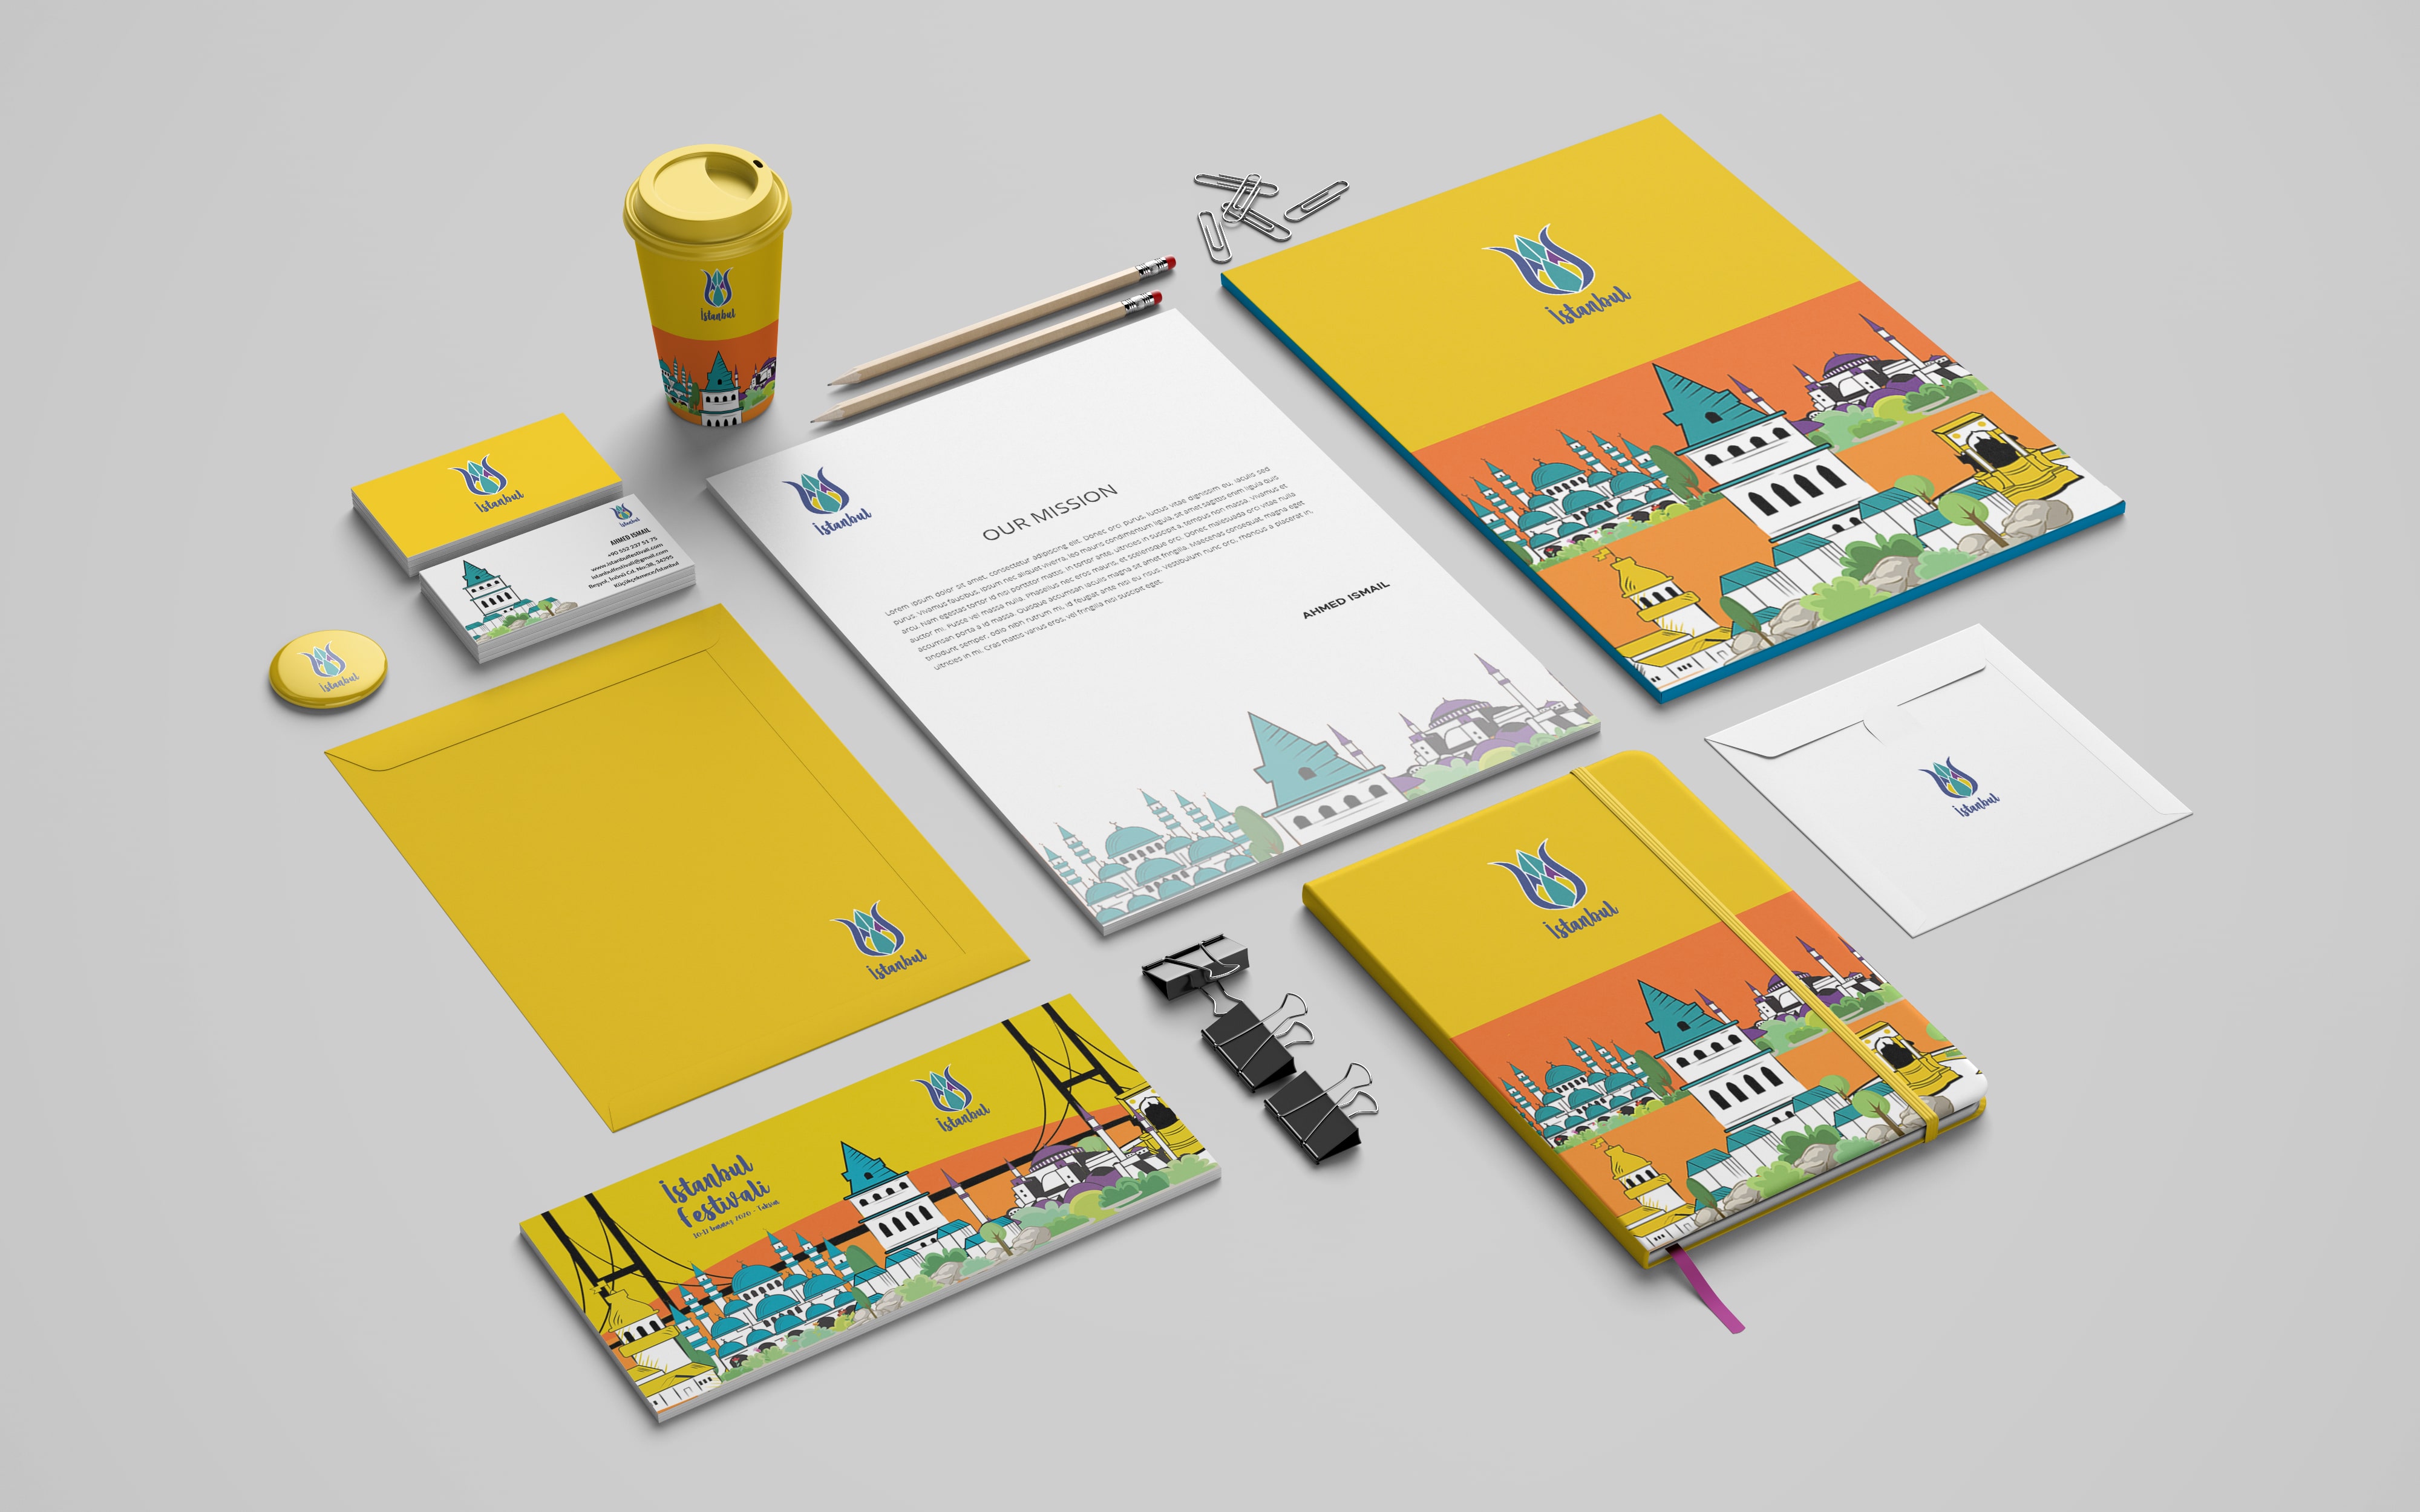 İstanbul
İstanbul
İstanbul
İstanbul
AHMED ISMAIL
+90 552 237 51 75
www.istanbulfestivali.com
istanbulfestivali@gmail.com
Beşyol, İnönü Cd. No:38, 34295
Küçükçekmece/İstanbul
İstanbul
İstanbul
OUR MISSION
Lorem ipsum dolor sit amet, consectetur adipiscing elit. Donec orci purus, luctus vitae dignissim eu, iaculis sed
purus. Vivamus faucibus, ipsum nec aliquet viverra, leo mauris condimentum ligula, sit amet sagittis enim ligula quis
arcu. Nam egestas tortor id nisi porttitor mattis. In tortor ante, ultricies in suscipit a, tempus non massa. Vivamus et
auctor mi. Fusce vel massa nulla. Phasellus nec eros mauris, et scelerisque orci. Donec malesuada orci vitae nulla
accumsan porta a id massa. Quisque accumsan iaculis magna sit amet fringilla. Maecenas consequat, magna eget
tincidunt semper, odio nibh rutrum mi, id feugiat ante nisi eu risus. Vestibulum nunc orci, rhoncus a placerat in,
ultricies in mi. Cras mattis varius eros, vel fringilla nisi suscipit eget.
AHMED ISMAIL
İstanbul
İstanbul
İstanbul
İstanbul
İstanbul
Festivali
2020